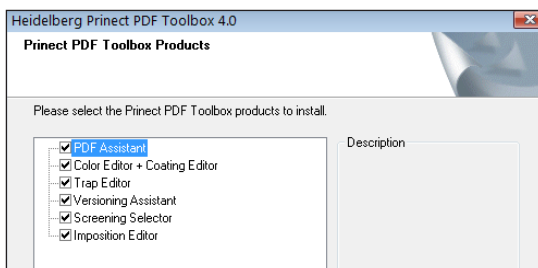 Heidelberg Prinect PDF Toolbox 4.0
Prinect PDF Toolbox Products
Please select the Prinect PDF Toolbox products to install.
PDF Assistant
Color Editor + Coating Editor
Trap Editor
Versioning Assistant
Screening Selector
Imposition Editor
Description